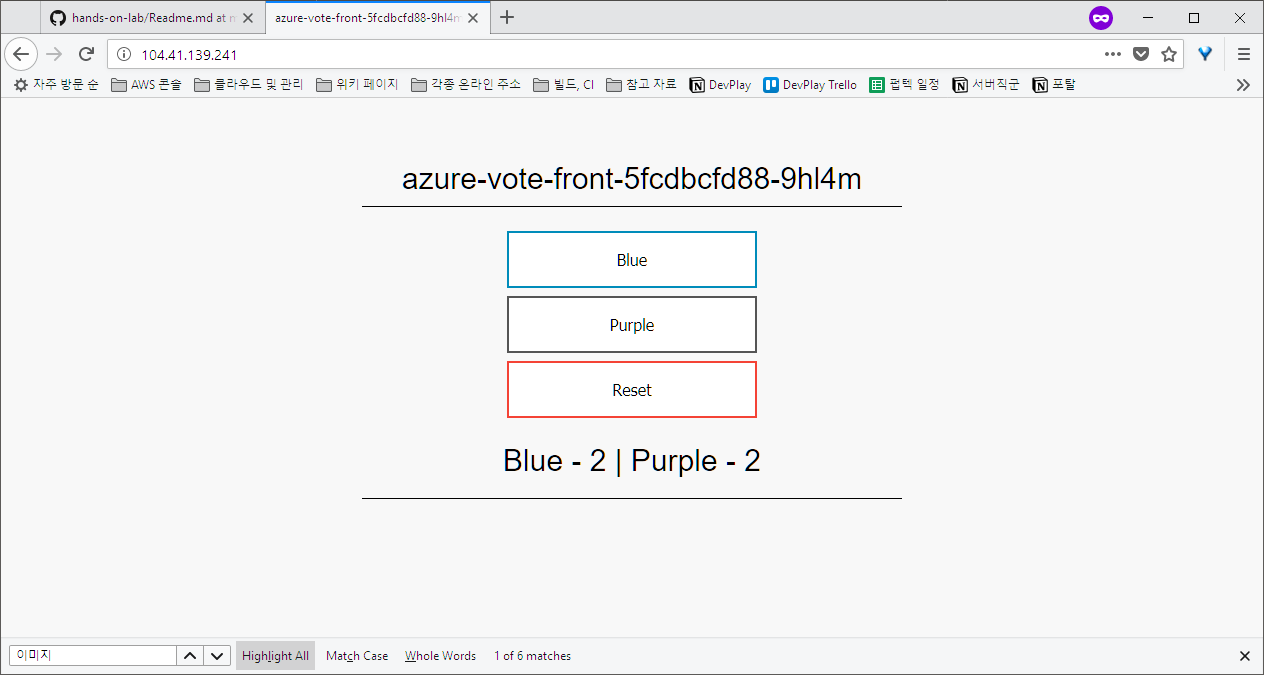 hands-on-lab/Readme.md at n
azure-vote-front-5fcdbcfd88-9hl4m
104.41.139.241
자주 방문 순 AWS 콘솔 클라우드 및 관리 위키 페이지 각종 온라인 주소 빌드, CI 참고 자료 DevPlay DevPlay Trello 펍텍 일정 서버직군 포탈
azure-vote-front-5fcdbcfd88-9hl4m
Blue
Purple
Reset
Blue - 2 | Purple - 2
이미지 Highlight All Match Case Whole Words 1 of 6 matches